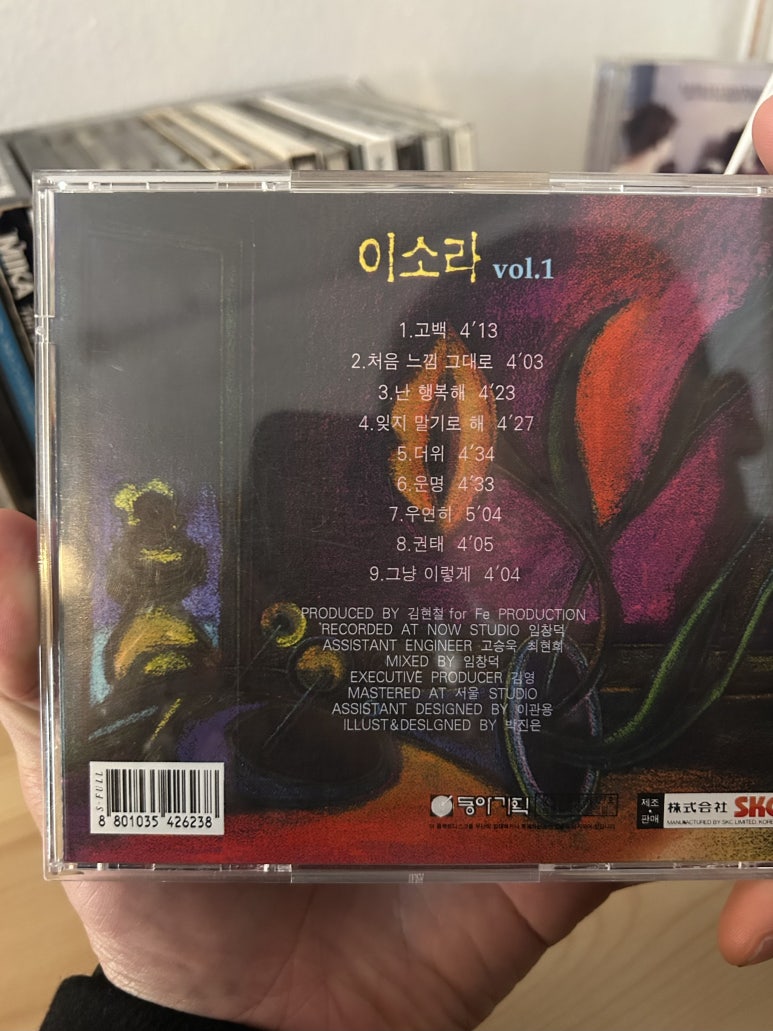 이소라 vol.1
1.고백 4'13
2.처음 느낌 그대로 4'03
3.난 행복해 4'23
4.잊지 말기로 해 4'27
5.더위 4'34
6.운명 4'33
7.우연히 5'04
8.권태 4'05
9.그냥 이렇게 4'04
PRODUCED BY 김현철 for Fe PRODUCTION
RECORDED AT NOW STUDIO 임창덕
ASSISTANT ENGINEER 고승욱 최현희
MIXED BY 임창덕
EXECUTIVE PRODUCER 김영
MASTERED AT 서울 STUDIO
ASSISTANT DESIGNED BY 이관용
ILLUST&DESLGNED BY 박진은
S-FULL
8 801035 426238
동아기획
제조
판매
株式会社 SKC
MANUFACTURED BY SKC LIMITED. KOREA
MIKA